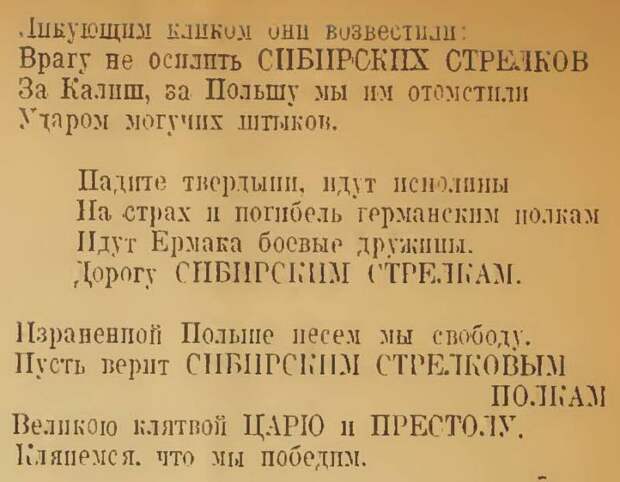 Ликующим кликом они возвестили:
Врагу не осилить СИБИРСКИХ СТРЕЛКОВ
За Калиш, за Польшу мы им отомстили
Ударом могучих штыков.
Падите твердыни, идут исполины
На страх и погибель германским полкам
Идут Ермака боевые дружины.
Дорогу СИБИРСКИМ СТРЕЛКАМ.
Израненной Польше несем мы свободу.
Пусть верит СИБИРСКИМ СТРЕЛКОВЫМ
ПОЛКАМ
Великою клятвой ЦАРЮ и ПРЕСТОЛУ.
Клянемся. что мы победим.